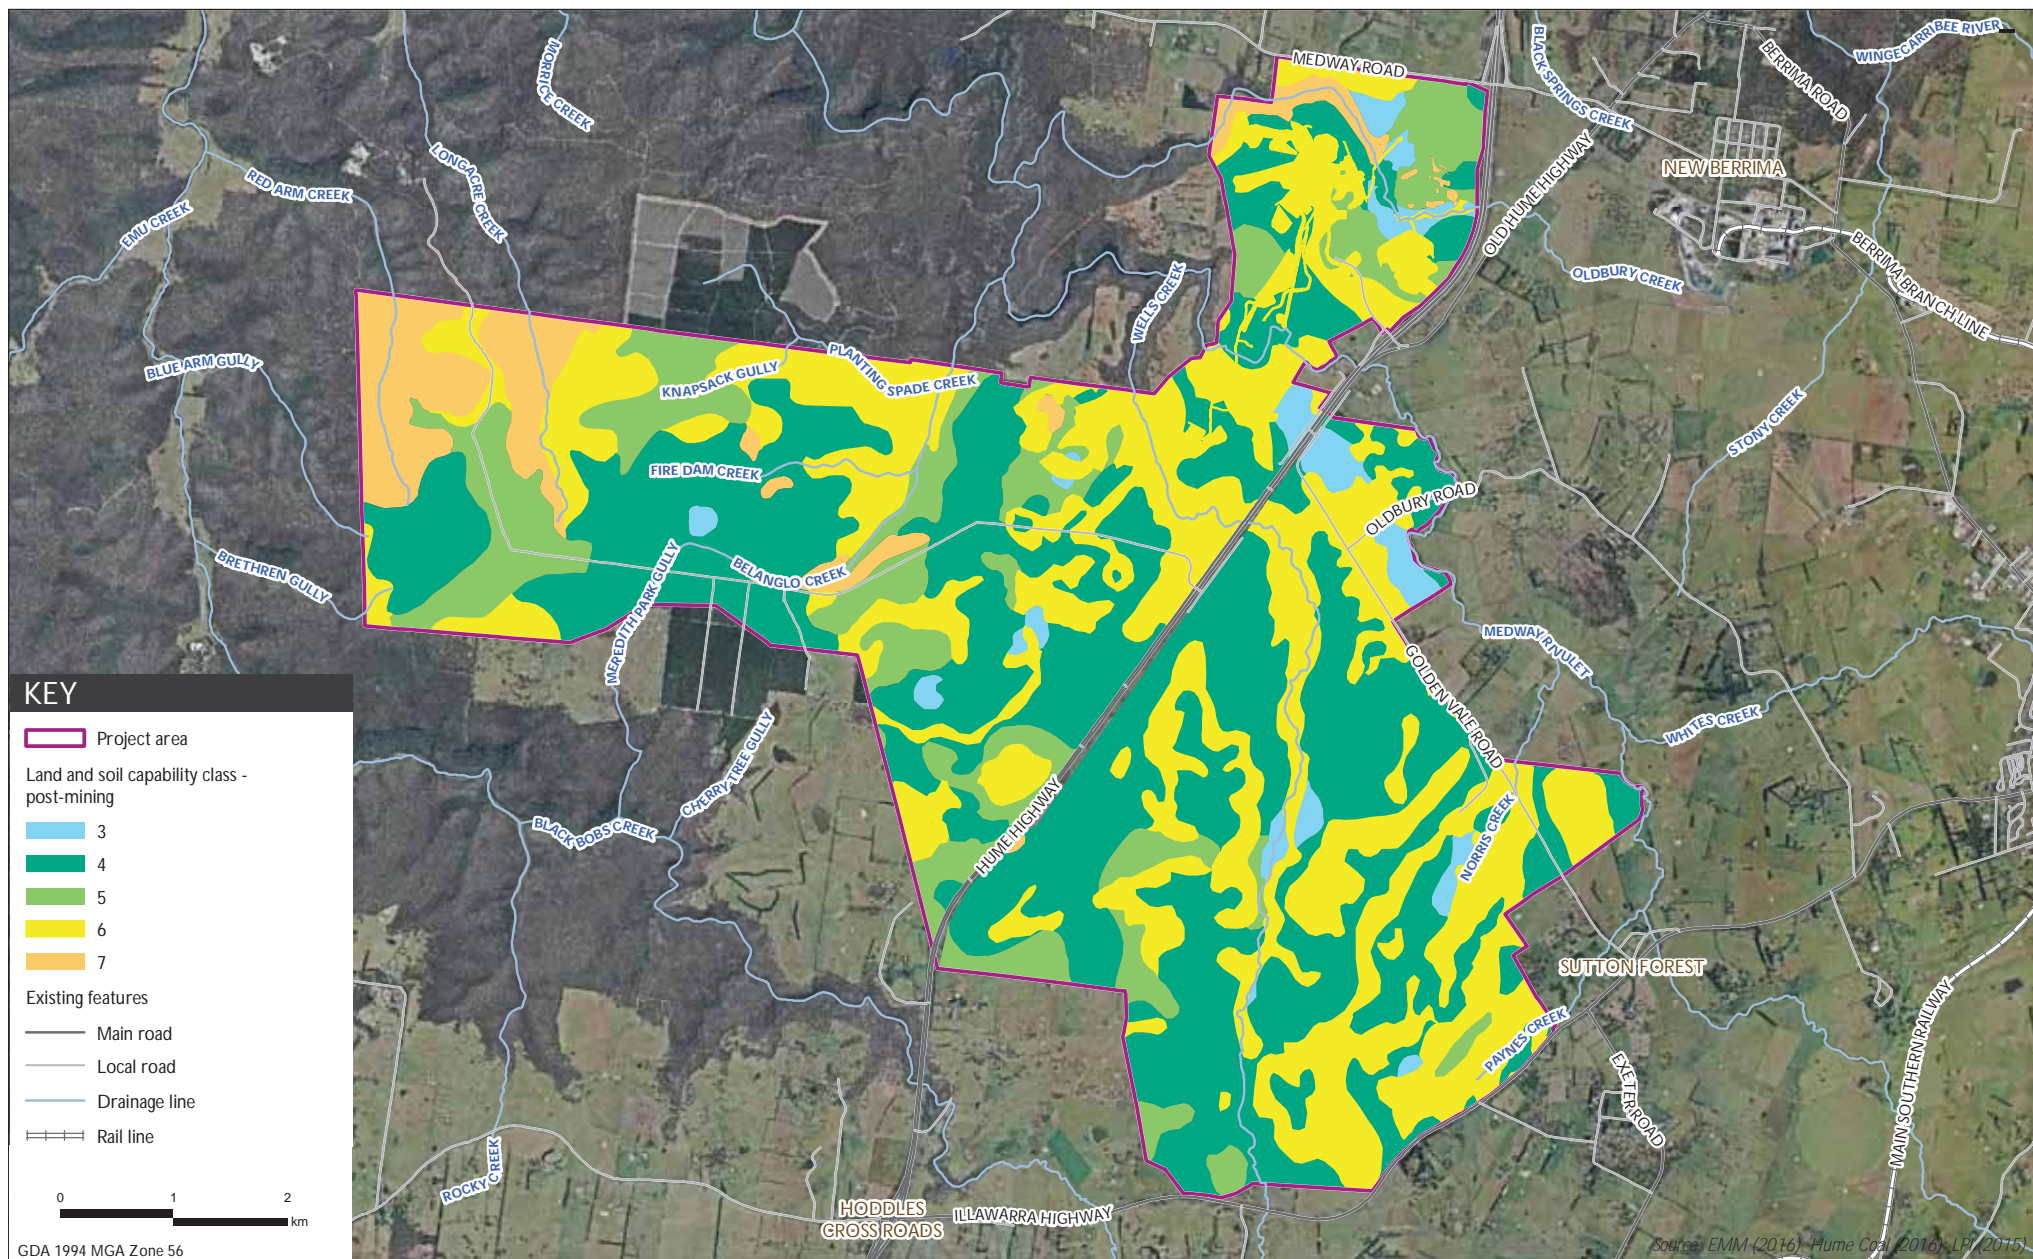 MEDWAY ROAD
BLACK SPRINGS CREEK
BERRIMA ROAD
WINGECARRIBEE RIVER
MORRICE CREEK
LONGACRE CREEK
RED ARM CREEK
EMU CREEK
NEW BERRIMA
OLD HUME HIGHWAY
OLDBURY CREEK
BERRIMA BRANCH LINE
WELLS CREEK
BLUE ARM GULLY
KNAPSACK GULLY
PLANTING
SPADE CREEK
STONY CREEK
FIRE DAM CREEK
OLDBURY ROAD
BRETHREN GULLY
MEREDITH PARK GULLY
BELANGLO CREEK
MEDWAY RIVULET
GOLDEN VALE ROAD
WHITES CREEK
CHERRY TREE GULLY
BLACK BOBS CREEK
HUME HIGHWAY
NORRIS CREEK
SUTTON FOREST
PAYNES CREEK
EXETER ROAD
MAIN SOUTHERN RAILWAY
ROCKY CREEK
HODDLES
CROSS ROADS
ILLAWARRA HIGHWAY
KEY
Project area
Land and soil capability class -
post-mining
3
4
5
6
7
Existing features
Main road
Local road
Drainage line
Rail line
0 1 2
km
GDA 1994 MGA Zone 56
Source: EMM (2016); Hume Coal (2016); LPI (2015)